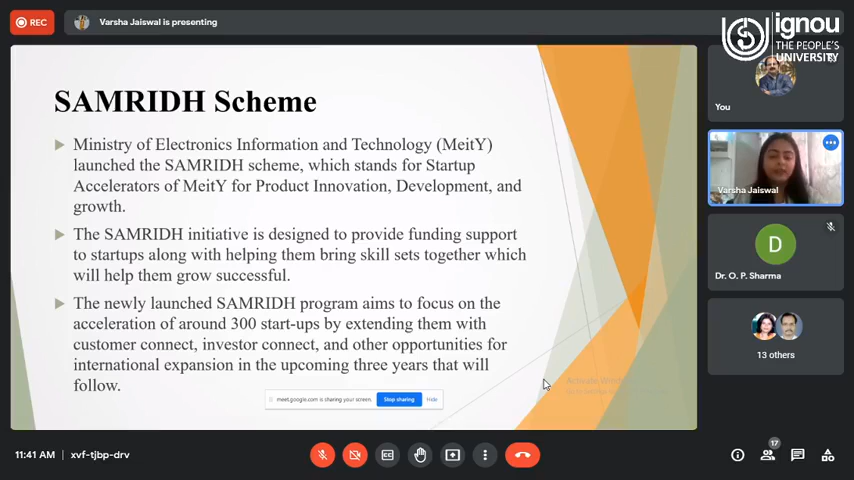 REC
Varsha Jaiswal is presenting
ignou
THE PEOPLE'S
UNIVERSITY
SAMRIDH Scheme
Ministry of Electronics Information and Technology (MeitY)
launched the SAMRIDH scheme, which stands for Startup
Accelerators of MeitY for Product Innovation, Development, and
growth.
The SAMRIDH initiative is designed to provide funding support
to startups along with helping them bring skill sets together which
will help them grow successful.
The newly launched SAMRIDH program aims to focus on the
acceleration of around 300 start-ups by extending them with
customer connect, investor connect, and other opportunities for
international expansion in the upcoming three years that will
follow.
meet.google.com is sharing your screen.
Stop sharing
Hide
You
Varsha Jaiswal
D
Dr. O. P. Sharma
13 others
11:41 AM
xvf-tjbp-drv
CC
17